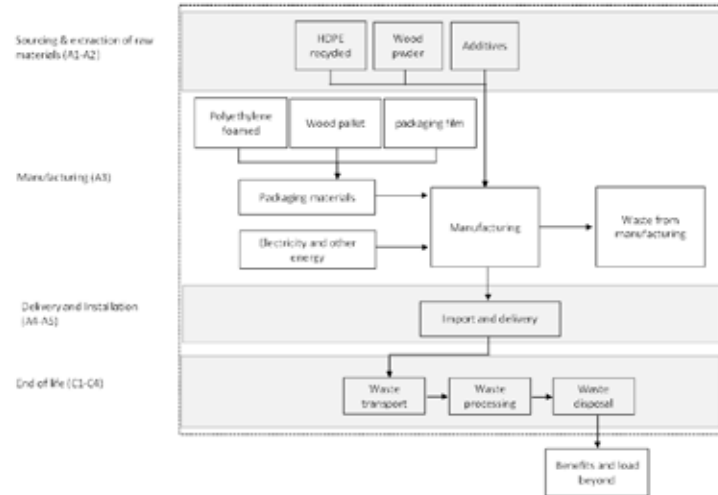 Sourcing & extraction of raw
materials (A1-A2)
HDPE
recycled
Wood
pwder
Additives
Polyethylene
foamed
Wood pallet
packaging film
Manufacturing (A3)
Packaging materials
Electricity and other
energy
Manufacturing
Waste from
manufacturing
Delivery and Installation
(A4-A5)
Import and delivery
End of life (C1-C4)
Waste
transport
Waste
processing
Waste
disposal
Benefits and load
beyond